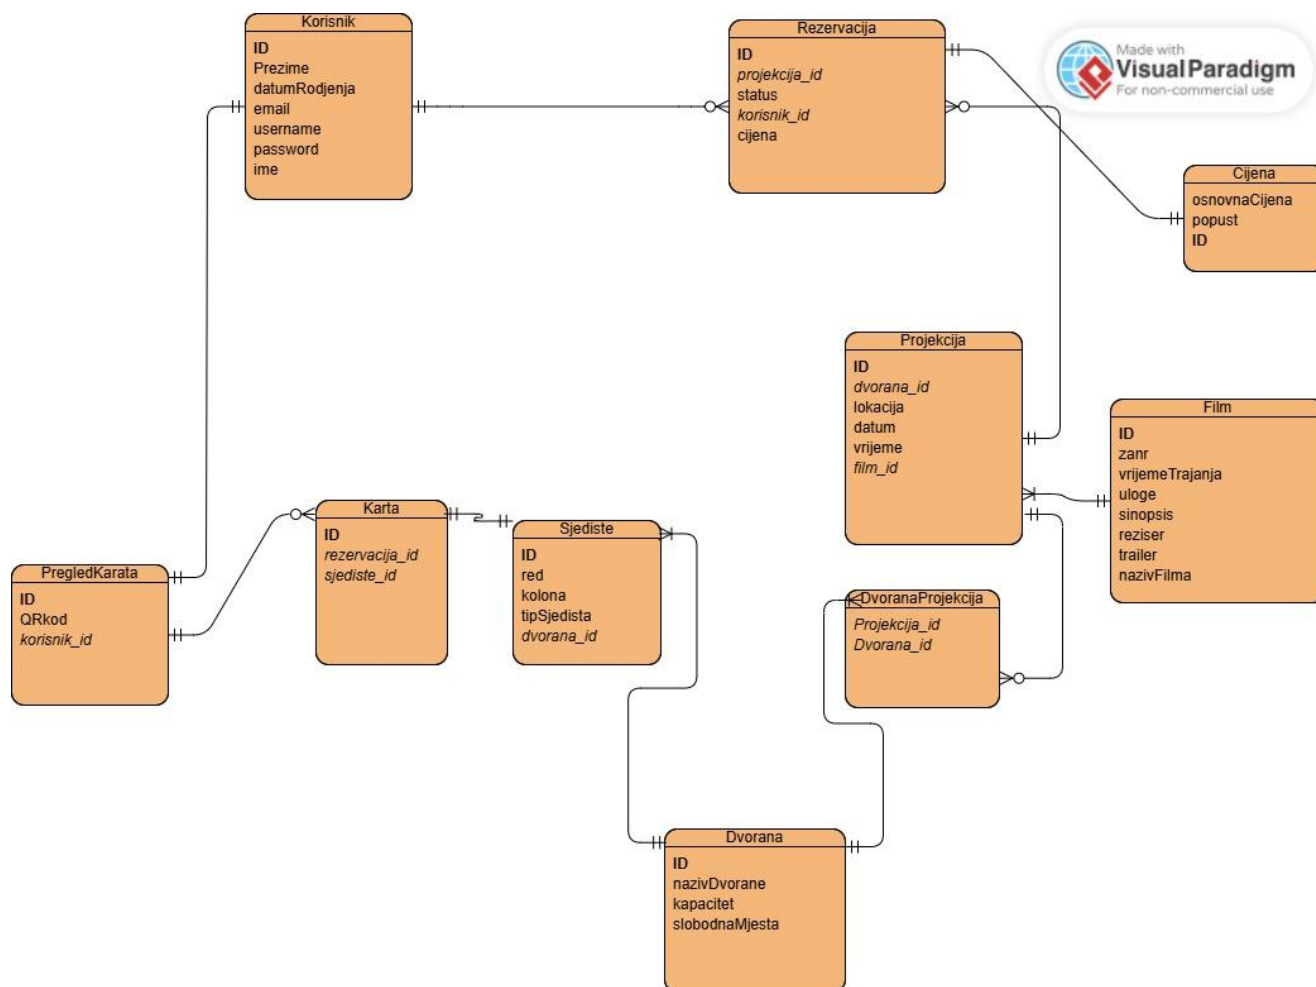 Korisnik
ID
Prezime
datumRodjenja
email
username
password
ime
Rezervacija
ID
projekcija_id
status
korisnik_id
cijena
Made with
Visual Paradigm
For non-commercial use
Cijena
osnovnaCijena
popust
ID
Projekcija
ID
dvorana_id
lokacija
datum
vrijeme
film_id
Film
ID
zanr
vrijemeTrajanja
uloge
sinopsis
reziser
trailer
nazivFilma
Karta
ID
rezervacija_id
sjediste_id
Sjediste
ID
red
kolona
tipSjedista
dvorana_id
PregledKarata
ID
QRkod
korisnik_id
DvoranaProjekcija
Projekcija_id
Dvorana_id
Dvorana
ID
nazivDvorane
kapacitet
slobodnaMjesta